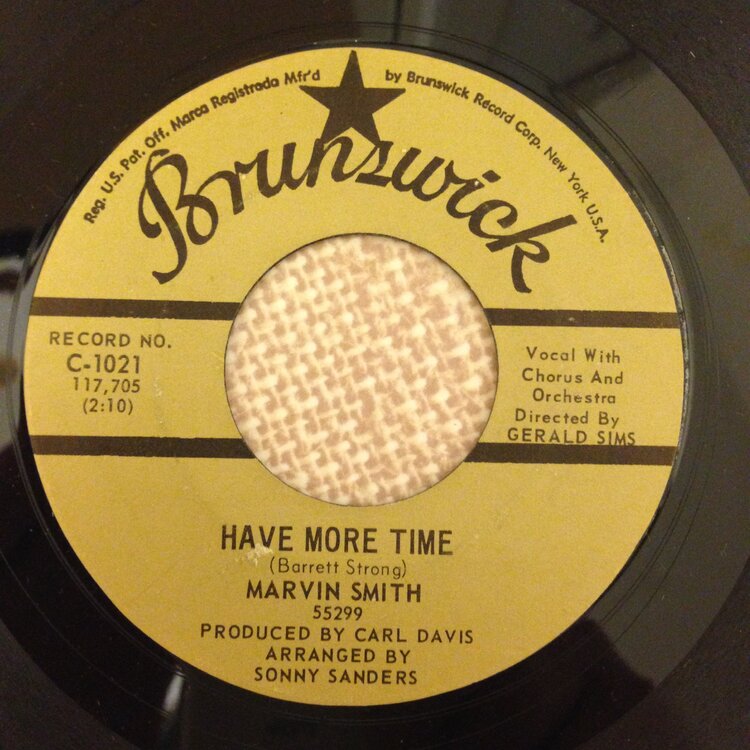 Reg. U.S. Pat. Off. Marca Registrada Mfr'd by Brunswick Record Corp. New York U.S.A.
Brunswick
RECORD NO.
C-1021
117,705
(2:10)
Vocal With
Chorus And
Orchestra
Directed By
GERALD SIMS
HAVE MORE TIME
(Barrett Strong)
MARVIN SMITH
55299
PRODUCED BY CARL DAVIS
ARRANGED BY
SONNY SANDERS